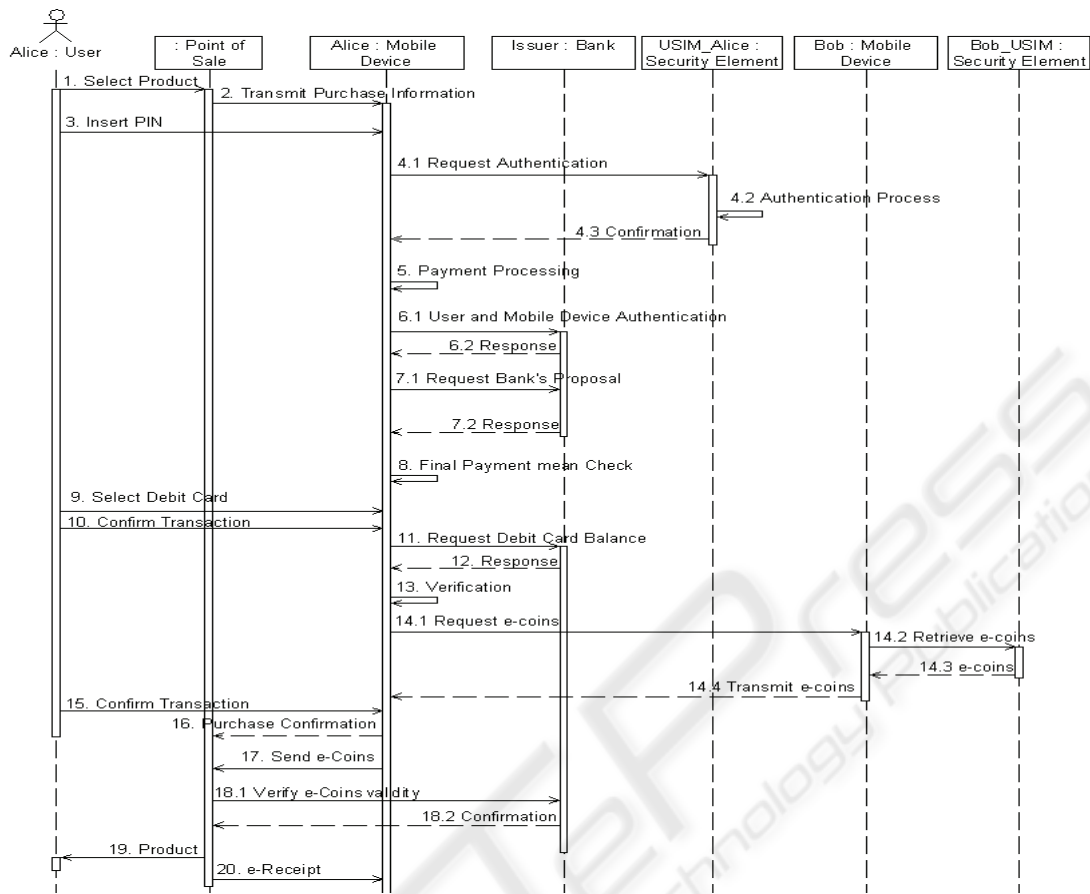 Alice : User
: Point of
Sale
Alice : Mobile
Device
Issuer : Bank
USIM_Alice :
Security Element
Bob : Mobile
Device
Bob_USIM :
Security Element
1. Select Product
2. Transmit Purchase Information
3. Insert PIN
4.1 Request Authentication
4.2 Authentication Process
4.3 Confirmation
5. Payment Processing
6.1 User and Mobile Device Authentication
6.2 Response
7.1 Request Bank's Proposal
7.2 Response
8. Final Payment mean Check
9. Select Debit Card
10. Confirm Transaction
11. Request Debit Card Balance
12. Response
13. Verification
14.1 Request e-coins
14.2 Retrieve e-coins
14.3 e-coins
14.4 Transmit e-coins
15. Confirm Transaction
16. Purchase Confirmation
17. Send e-Coins
18.1 Verify e-Coins validity
18.2 Confirmation
19. Product
20. e-Receipt
TEPress
Technology Publications